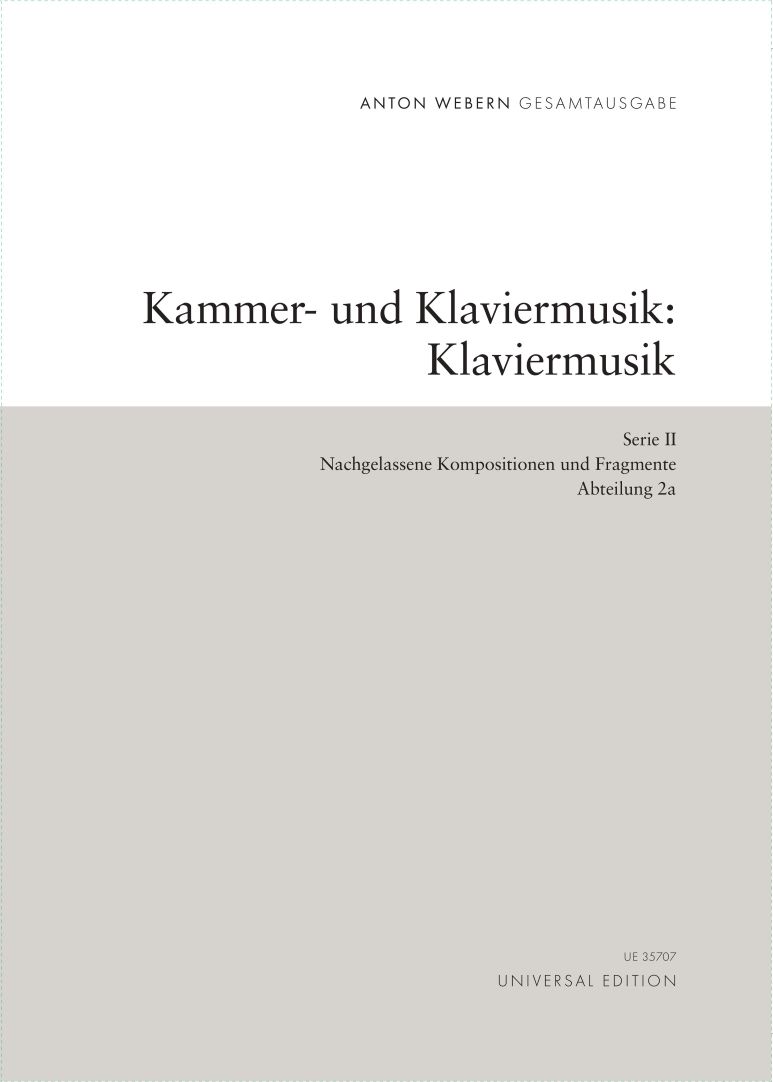 ANTON WEBERN GESAMTAUSGABE
Kammer- und Klaviermusik:
Klaviermusik
Serie II
Nachgelassene Kompositionen und Fragmente
Abteilung 2a
UE 35707
UNIVERSAL EDITION